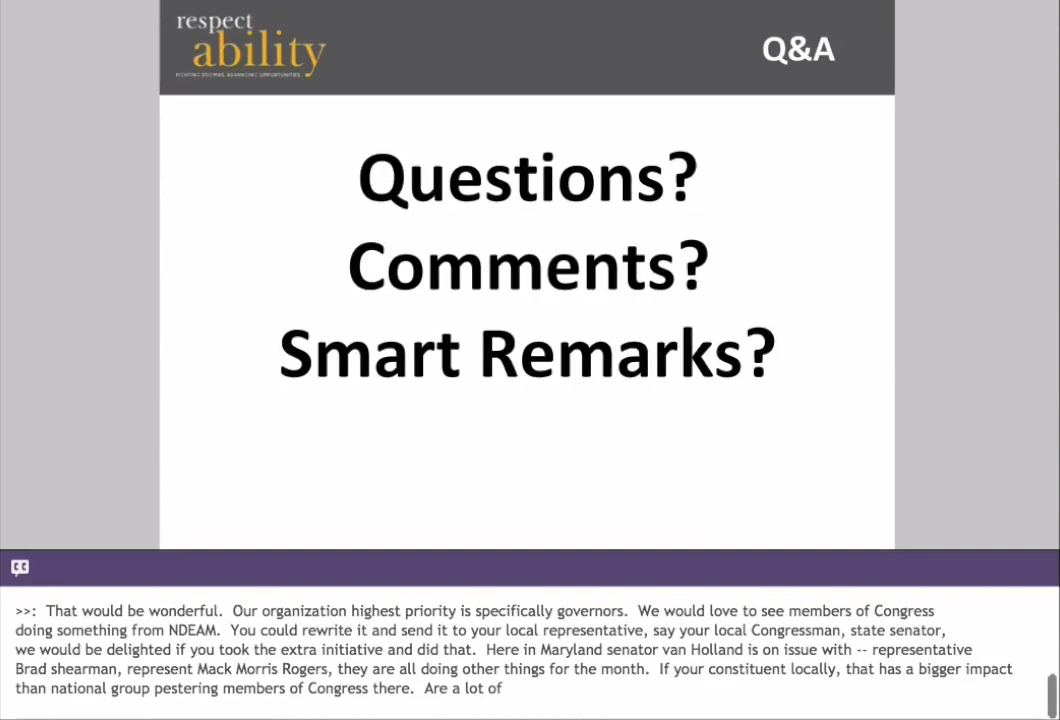 respect
ability
FIGHTING STIGMAS. ADVANCING OPPORTUNITIES.
Q&A
Questions?
Comments?
Smart Remarks?
>>:  That would be wonderful.  Our organization highest priority is specifically governors.  We would love to see members of Congress
doing something from NDEAM.  You could rewrite it and send it to your local representative, say your local Congressman, state senator,
we would be delighted if you took the extra initiative and did that.  Here in Maryland senator van Holland is on issue with -- representative
Brad shearman, represent Mack Morris Rogers, they are all doing other things for the month.  If your constituent locally, that has a bigger impact
than national group pestering members of Congress there.  Are a lot of